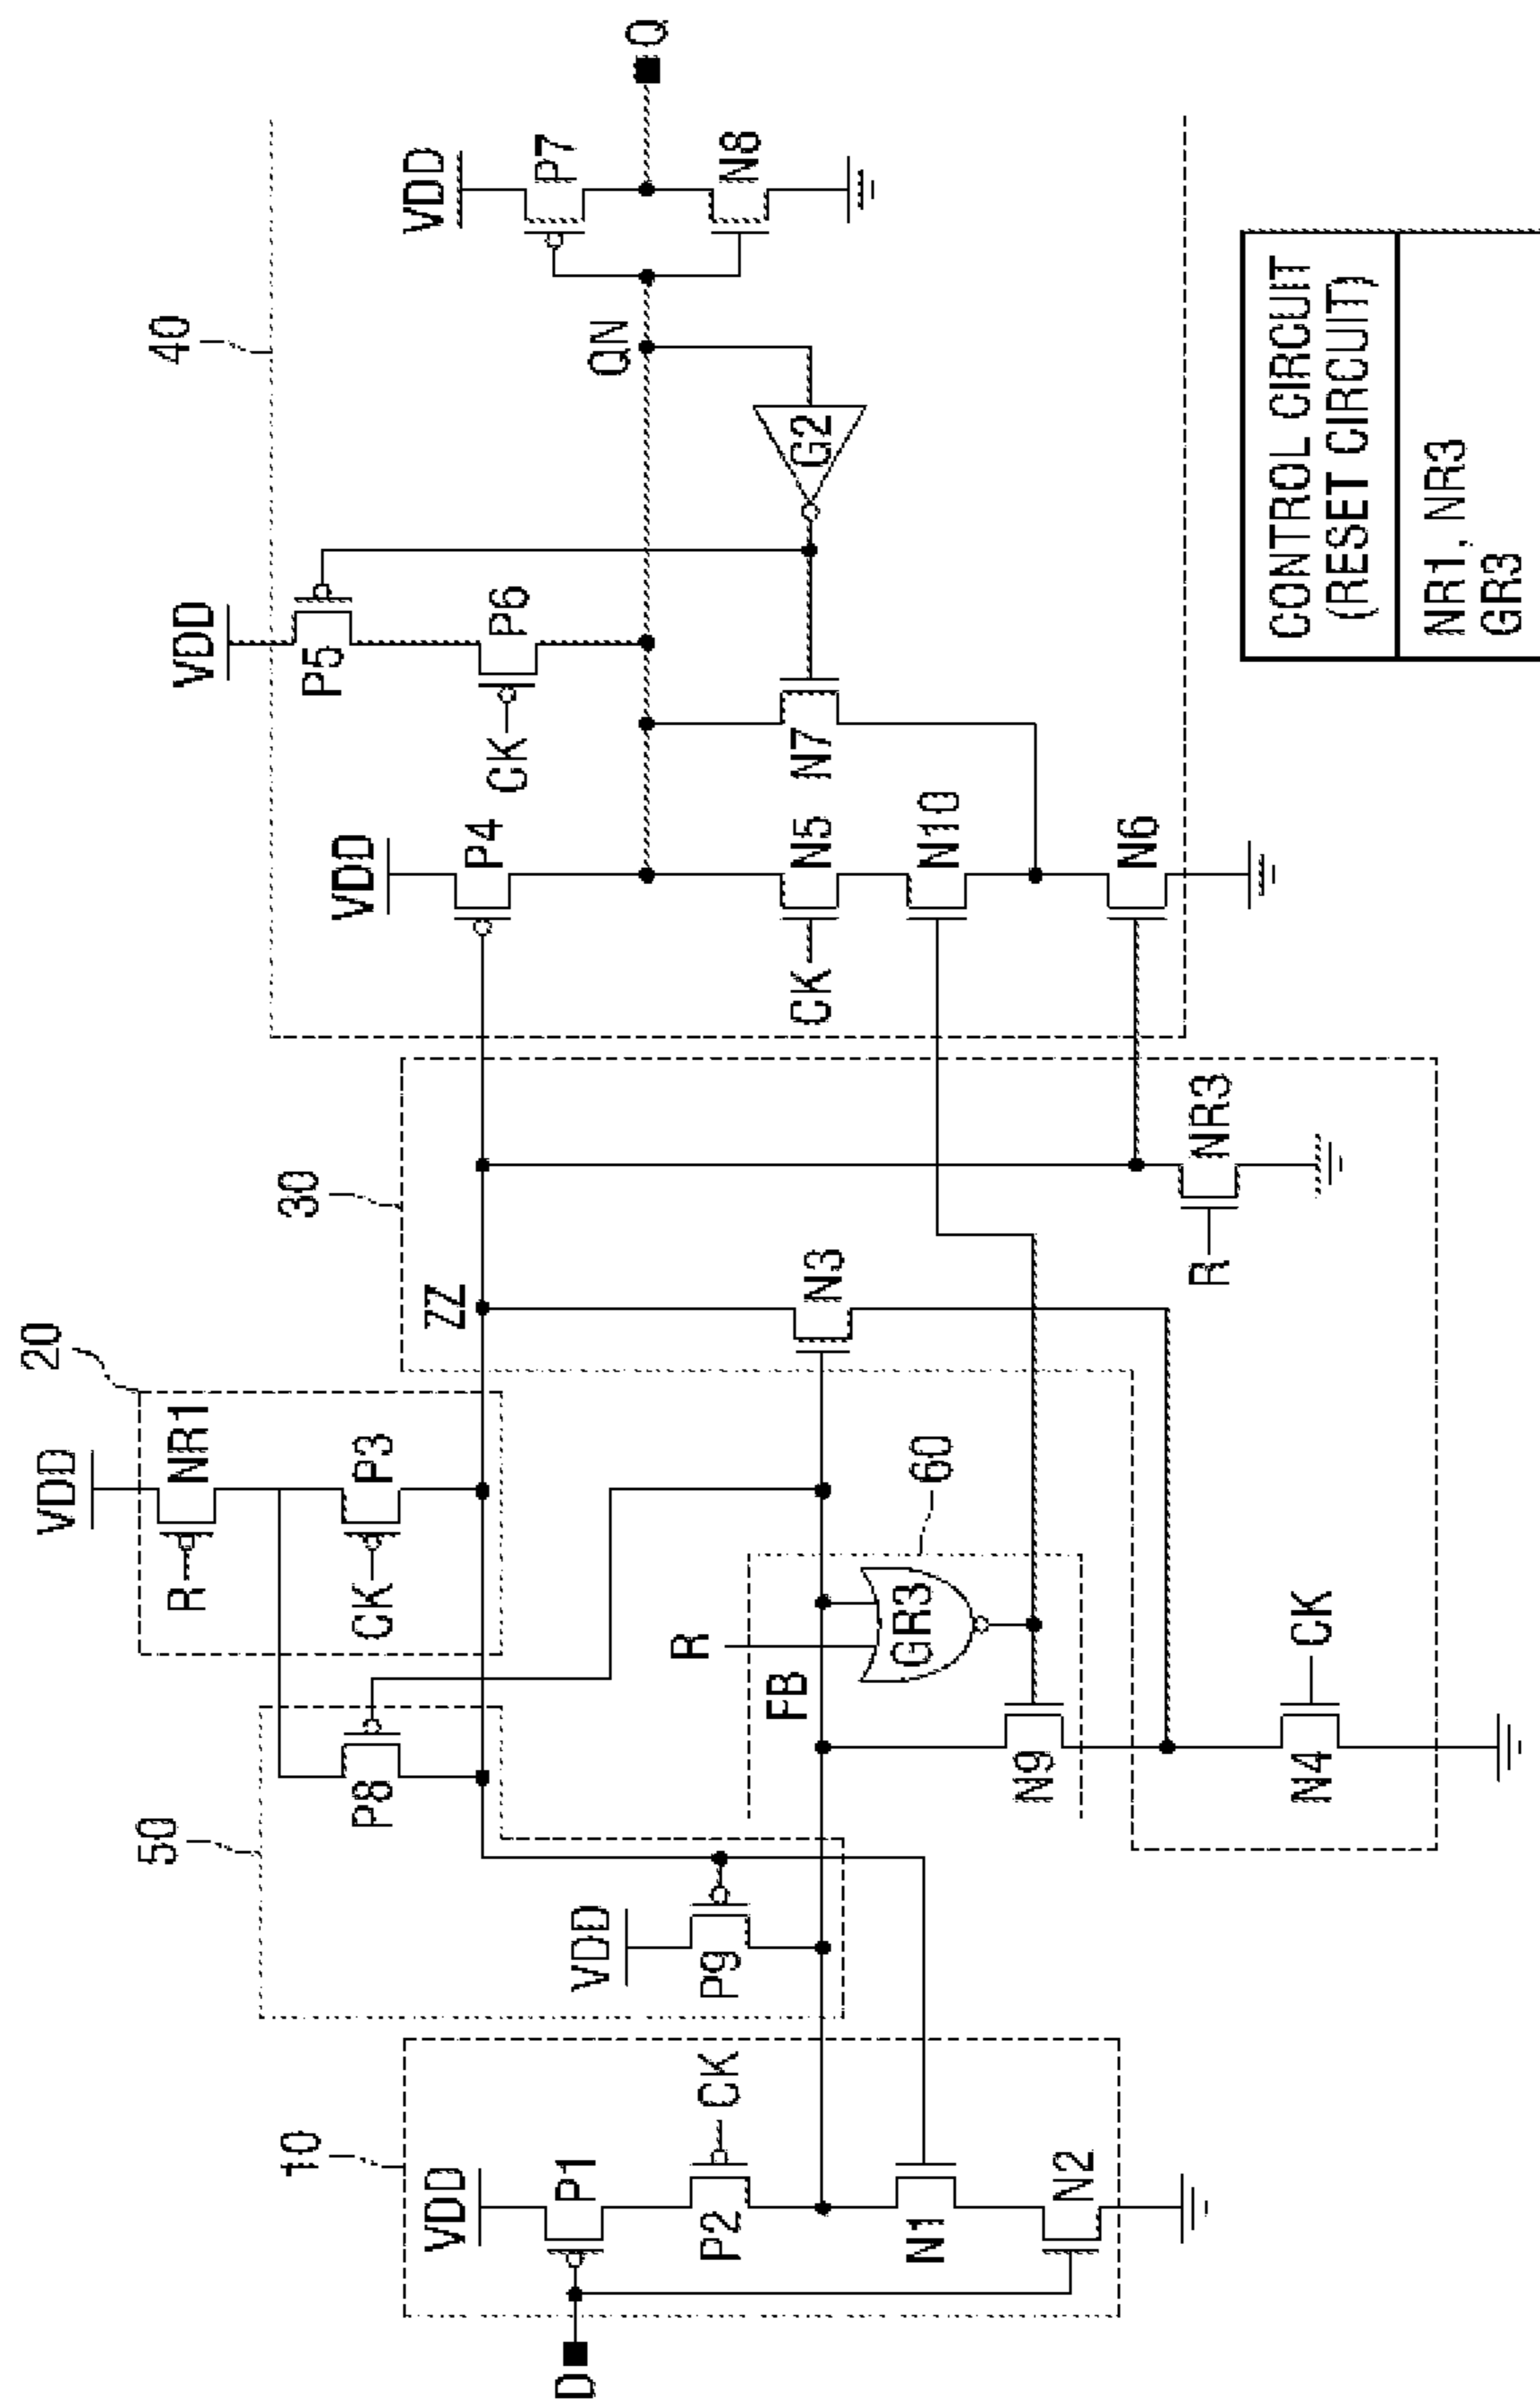 D
10
VDD
P1
P2
CK
N1
N2
50
P8
VDD
P9
20
VDD
R
NR1
CK
P3
ZZ
R
FB
GR3
60
N9
N4
CK
30
N3
R
NR3
40
VDD
P4
CK
N5
N10
N6
VDD
P5
CK
P6
N7
G2
QN
VDD
P7
N8
Q
CONTROL CIRCUIT
(RESET CIRCUIT)
NR1, NR3
GR3